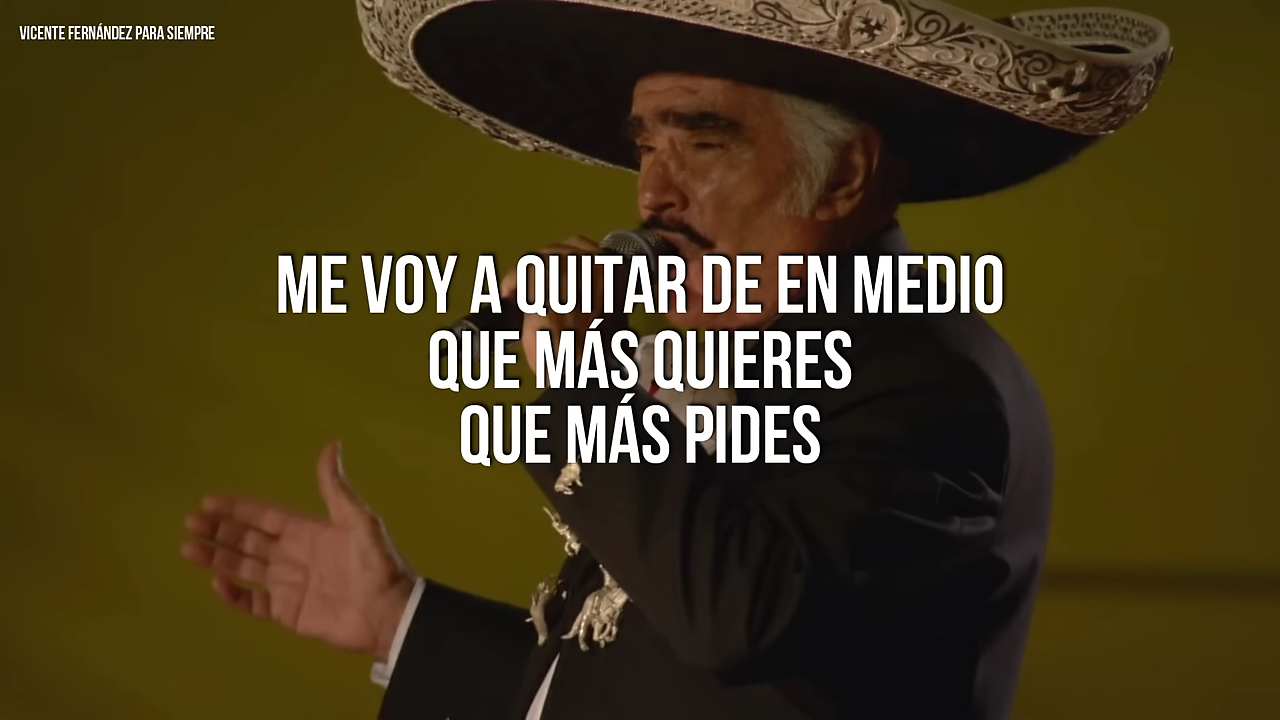 VICENTE FERNÁNDEZ PARA SIEMPRE
ME VOY A QUITAR DE EN MEDIO
QUE MÁS QUIERES
QUE MÁS PIDES